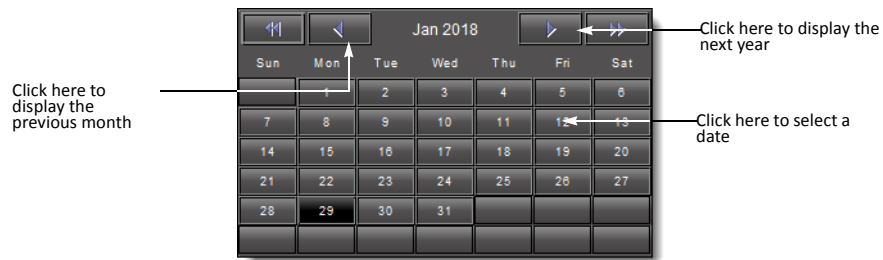 Jan 2018
Click here to display the
next year
Sun Mon Tue Wed Thu Fri Sat
Click here to
display the
previous month
1 2 3 4 5 6
7 8 9 10 11 12 13
Click here to select a
date
14 15 16 17 18 19 20
21 22 23 24 25 26 27
28 29 30 31